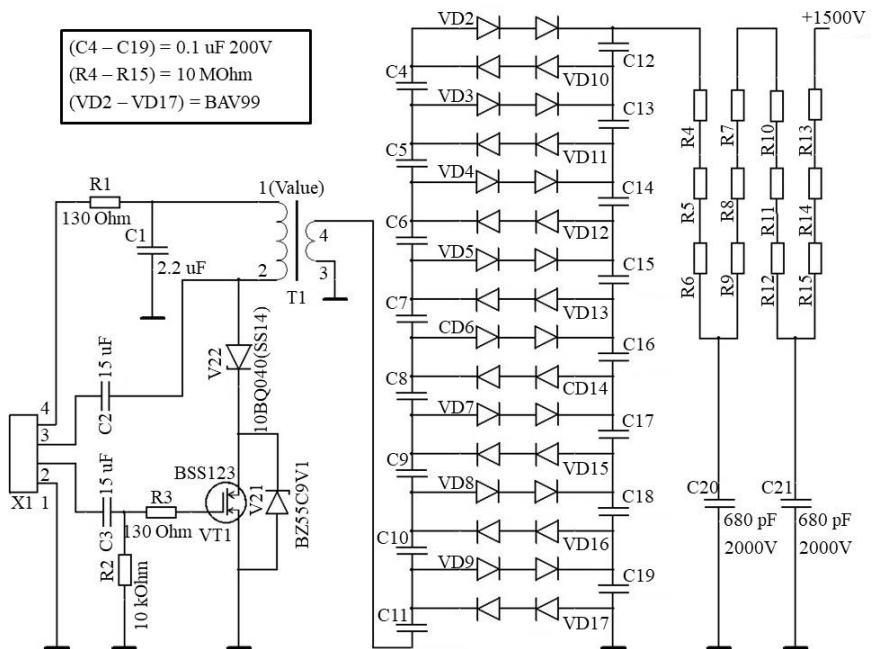 (C4 – C19) = 0.1 uF 200V
(R4 – R15) = 10 MOhm
(VD2 – VD17) = BAV99
+1500V
VD2
C12
C4
VD10
VD3
C13
C5
VD11
VD4
C14
C6
VD12
VD5
C15
C7
VD13
CD6
C16
C8
CD14
VD7
C17
C9
VD15
VD8
C18
C10
VD16
VD9
C19
C11
VD17
R4
R7
R10
R13
R5
R8
R11
R14
R6
R9
R12
R15
R1
130 Ohm
1(Value)
C1
2.2 uF
4
2
3
T1
V22
10BQ040(SS14)
15 uF
C2
4
3
2
1
X1
15 uF
C3
R3
130 Ohm
BSS123
VT1
V21
BZ55C9V1
R2
10 kOhm
C20
680 pF
2000V
C21
680 pF
2000V